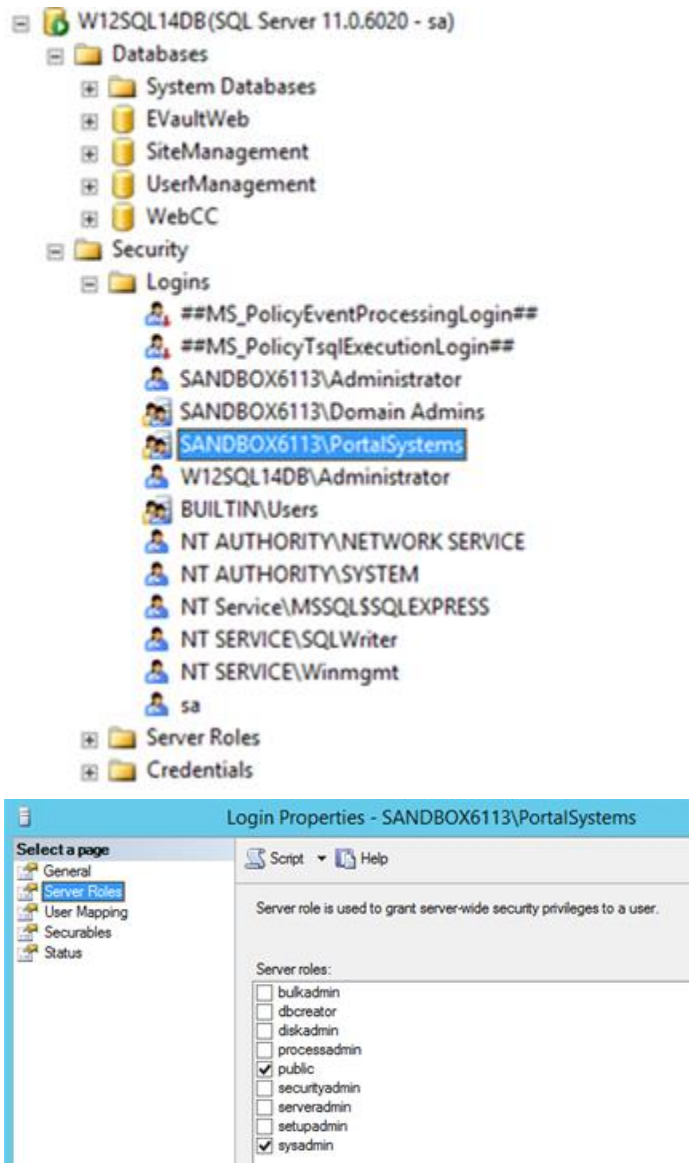 W12SQL14DB(SQL Server 11.0.6020 - sa)
Databases
System Databases
EVaultWeb
SiteManagement
UserManagement
WebCC
Security
Logins
##MS_PolicyEventProcessingLogin##
##MS_PolicyTsqlExecutionLogin##
SANDBOX6113\Administrator
SANDBOX6113\Domain Admins
SANDBOX6113\PortalSystems
W12SQL14DB\Administrator
BUILTIN\Users
NT AUTHORITY\NETWORK SERVICE
NT AUTHORITY\SYSTEM
NT Service\MSSQL$SQLEXPRESS
NT SERVICE\SQLWriter
NT SERVICE\Winmgmt
sa
Server Roles
Credentials
Login Properties - SANDBOX6113\PortalSystems
Select a page
General
Server Roles
User Mapping
Securables
Status
Script Help
Server role is used to grant server-wide security privileges to a user.
Server roles:
bulkadmin
dbcreator
diskadmin
processadmin
public
securityadmin
serveradmin
setupadmin
sysadmin